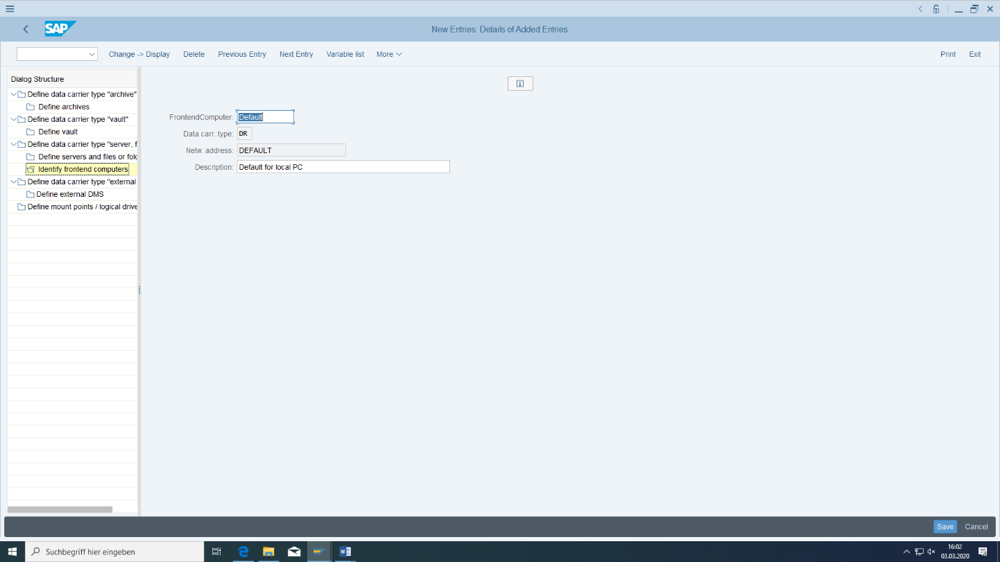 SAP
New Entries: Details of Added Entries
Change -> Display Delete Previous Entry Next Entry Variable list More Print Exit
Dialog Structure
Define data carrier type "archive"
Define archives
Define data carrier type "vault"
Define vault
Define data carrier type "server, f
Define servers and files or fold
Identify frontend computers
Define data carrier type "external
Define external DMS
Define mount points / logical drive
FrontendComputer: Default
Data carr. type: DR
Netw. address: DEFAULT
Description: Default for local PC
Save Cancel
Suchbegriff hier eingeben
16:02
03.03.2020